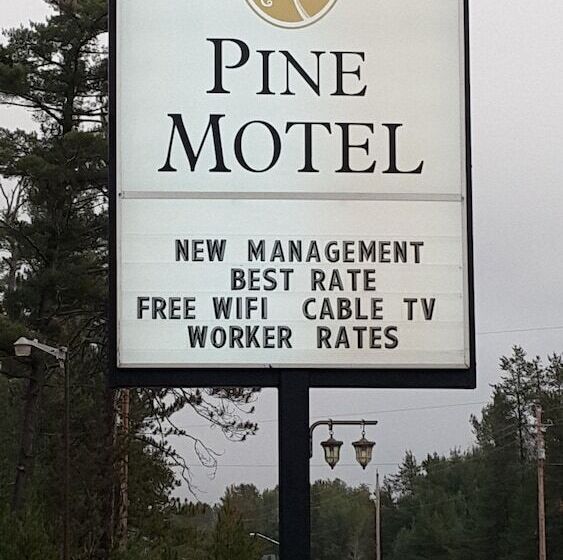 PINE
MOTEL
NEW MANAGEMENT
BEST RATE
FREE WIFI CABLE TV
WORKER RATES